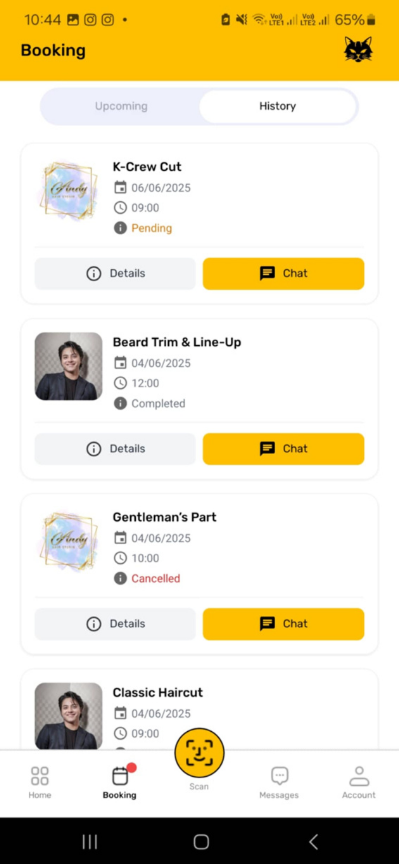 10:44
Vo)) LTE1
Vo)) LTE2
65%
Booking
Upcoming
History
K-Crew Cut
06/06/2025
09:00
Pending
Details
Chat
Beard Trim & Line-Up
04/06/2025
12:00
Completed
Details
Chat
Gentleman's Part
04/06/2025
10:00
Cancelled
Details
Chat
Classic Haircut
04/06/2025
09:00
Home
Booking
Scan
Messages
Account